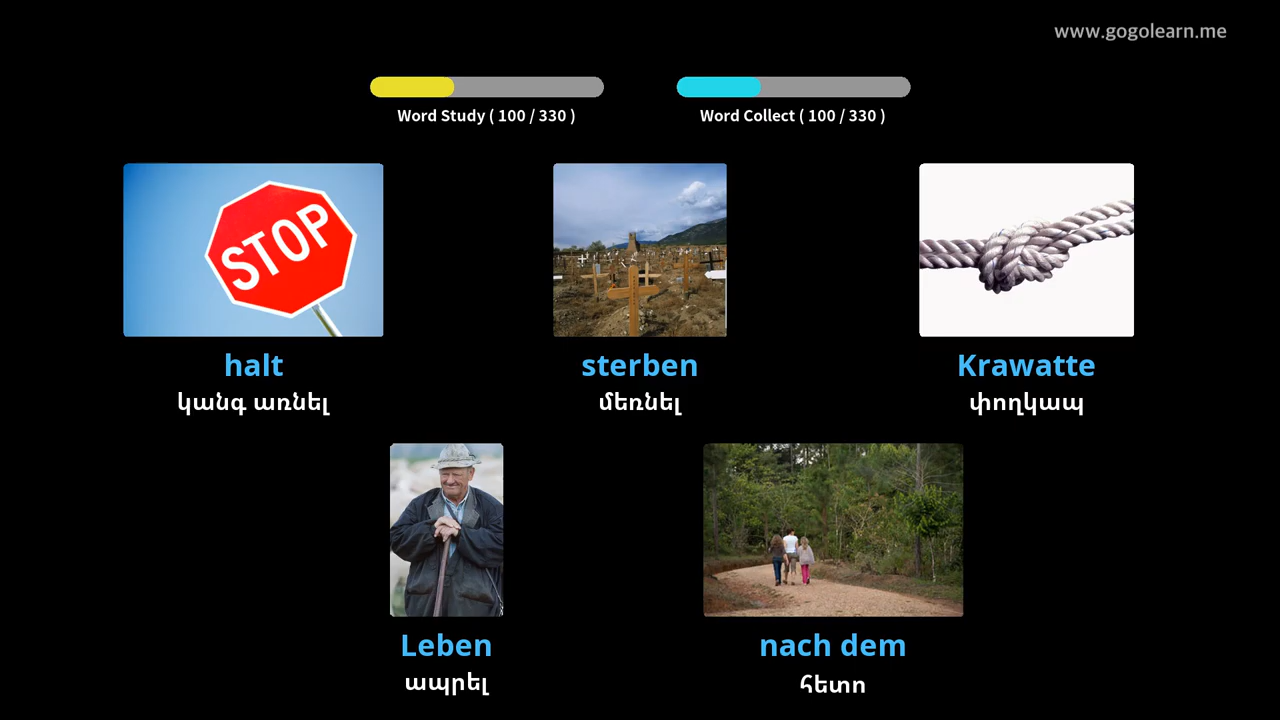 www.gogolearn.me
Word Study ( 100 / 330 )
Word Collect ( 100 / 330 )
STOP
halt
sterben
Krawatte
կանգ առնել
մեռնել
փողկապ
Leben
nach dem
ապրել
հետո